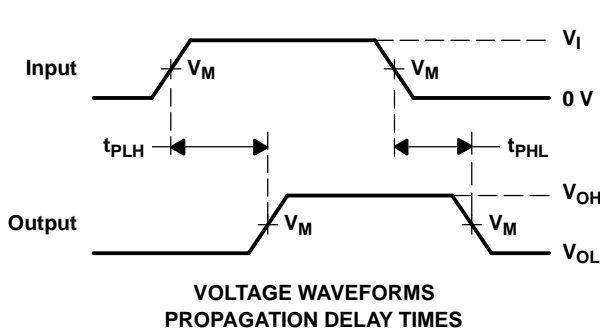 V_I
Input
V_M
V_M
0 V
t_PLH
t_PHL
V_OH
Output
V_M
V_M
V_OL
VOLTAGE WAVEFORMS
PROPAGATION DELAY TIMES